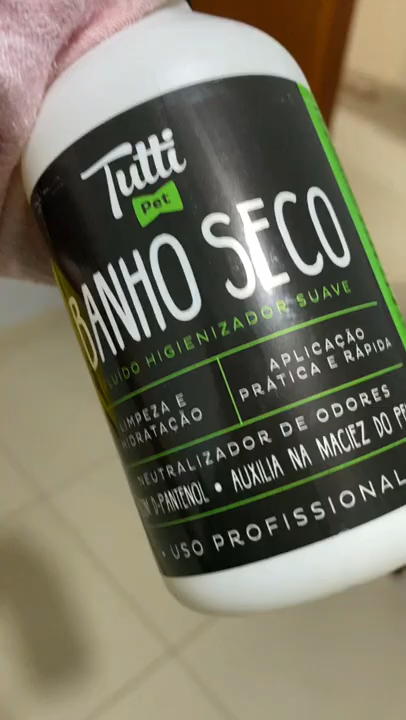 Tutti
Pet
BANHO SECO
HIGIENIZADOR SUAVE
LIMPEZA E
HIDRATAÇÃO
APLICAÇÃO
PRÁTICA E RÁPIDA
NEUTRALIZADOR DE ODORES
D-PANTENOL • AUXILIA NA MACIEZ DO
• USO PROFISSIONAL